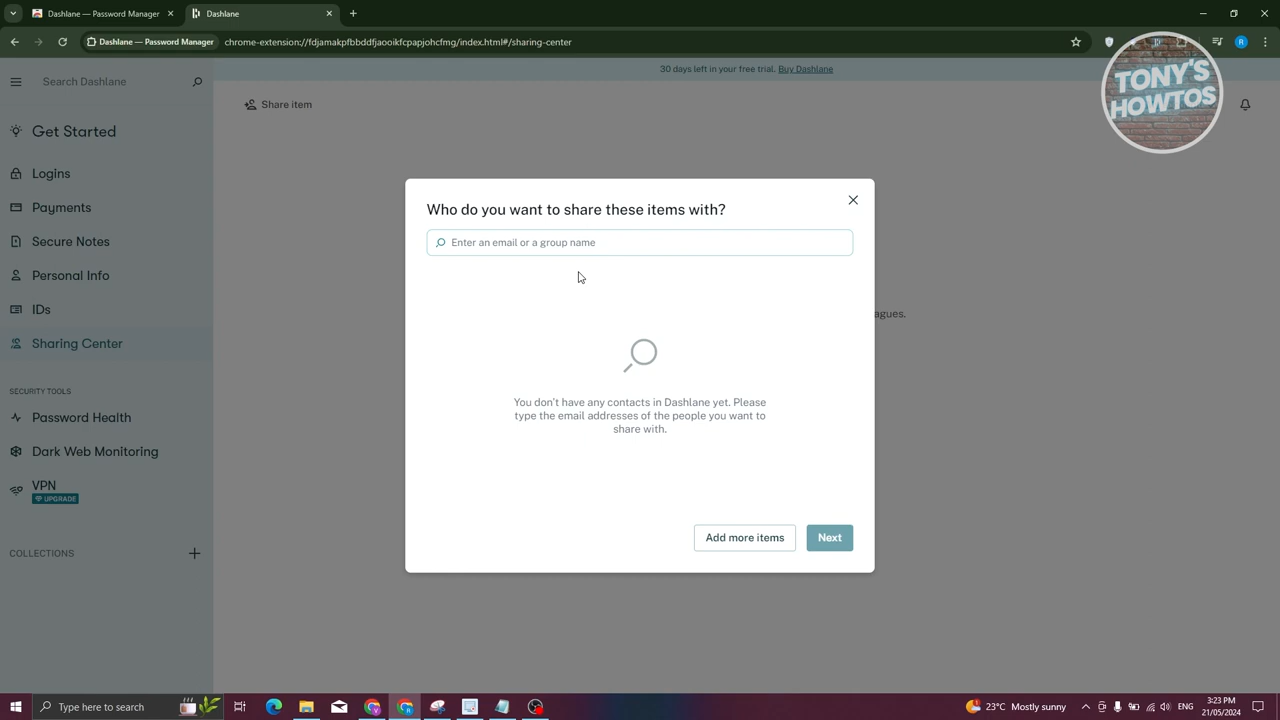 Dashlane — Password Manager
Dashlane
Dashlane — Password Manager
chrome-extension://fdjamakpfbbddfjaooikfcpapjohcfmg/index.html#/sharing-center
R
Search Dashlane
30 days left in your free trial. Buy Dashlane
Share item
TONY'S
HOWTOS
Get Started
Logins
Payments
Secure Notes
Personal Info
IDs
Sharing Center
SECURITY TOOLS
Password Health
Dark Web Monitoring
VPN
UPGRADE
COLLECTIONS
Who do you want to share these items with?
Enter an email or a group name
agues.
You don't have any contacts in Dashlane yet. Please
type the email addresses of the people you want to
share with.
Add more items
Next
Type here to search
23°C Mostly sunny
3:23 PM
21/05/2024